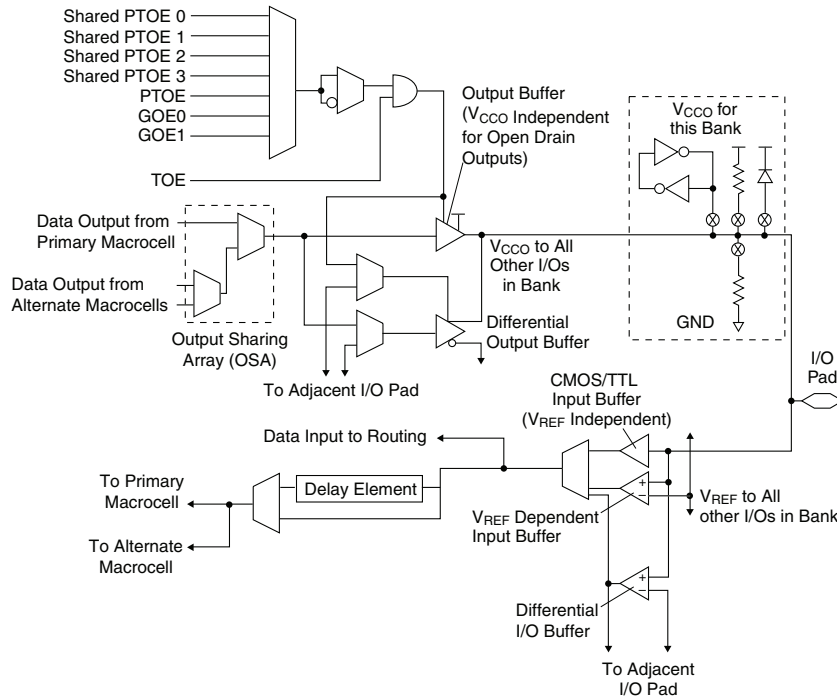 Shared PTOE 0
Shared PTOE 1
Shared PTOE 2
Shared PTOE 3
PTOE
GOE0
GOE1
TOE
Output Buffer
(VCCO Independent
for Open Drain
Outputs)
VCCO for
this Bank
Data Output from
Primary Macrocell
Data Output from
Alternate Macrocells
Output Sharing
Array (OSA)
VCCO to All
Other I/Os
in Bank
Differential
Output Buffer
To Adjacent I/O Pad
GND
I/O
Pad
CMOS/TTL
Input Buffer
(VREF Independent)
Data Input to Routing
To Primary
Macrocell
Delay Element
To Alternate
Macrocell
+
−
VREF Dependent
Input Buffer
VREF to All
other I/Os in Bank
+
−
Differential
I/O Buffer
To Adjacent
I/O Pad